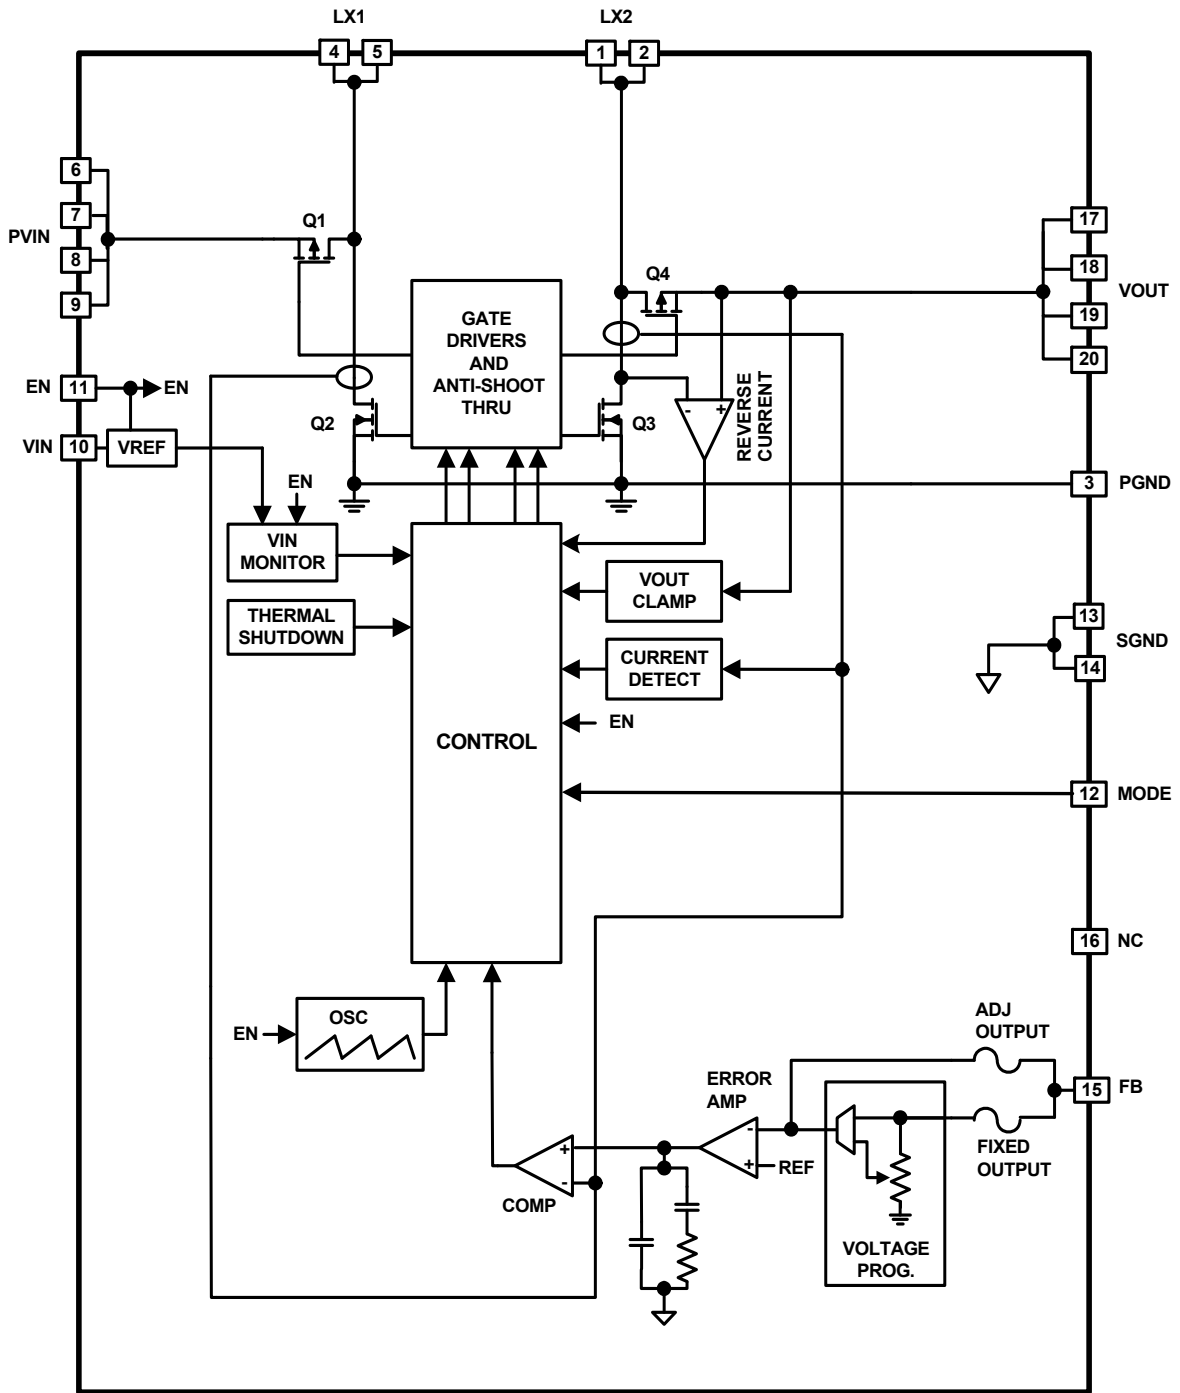 LX1
LX2
4 5
1 2
6
7
PVIN
8
9
Q1
Q4
17
18
VOUT
19
20
GATE
DRIVERS
AND
ANTI-SHOOT
THRU
EN 11 EN
VIN 10 VREF
Q2
Q3
- +
REVERSE
CURRENT
3 PGND
EN
VIN
MONITOR
THERMAL
SHUTDOWN
VOUT
CLAMP
CURRENT
DETECT
EN
CONTROL
13
SGND
14
12 MODE
16 NC
EN
OSC
ADJ
OUTPUT
15 FB
FIXED
OUTPUT
ERROR
AMP
-
+ REF
+
-
COMP
VOLTAGE
PROG.